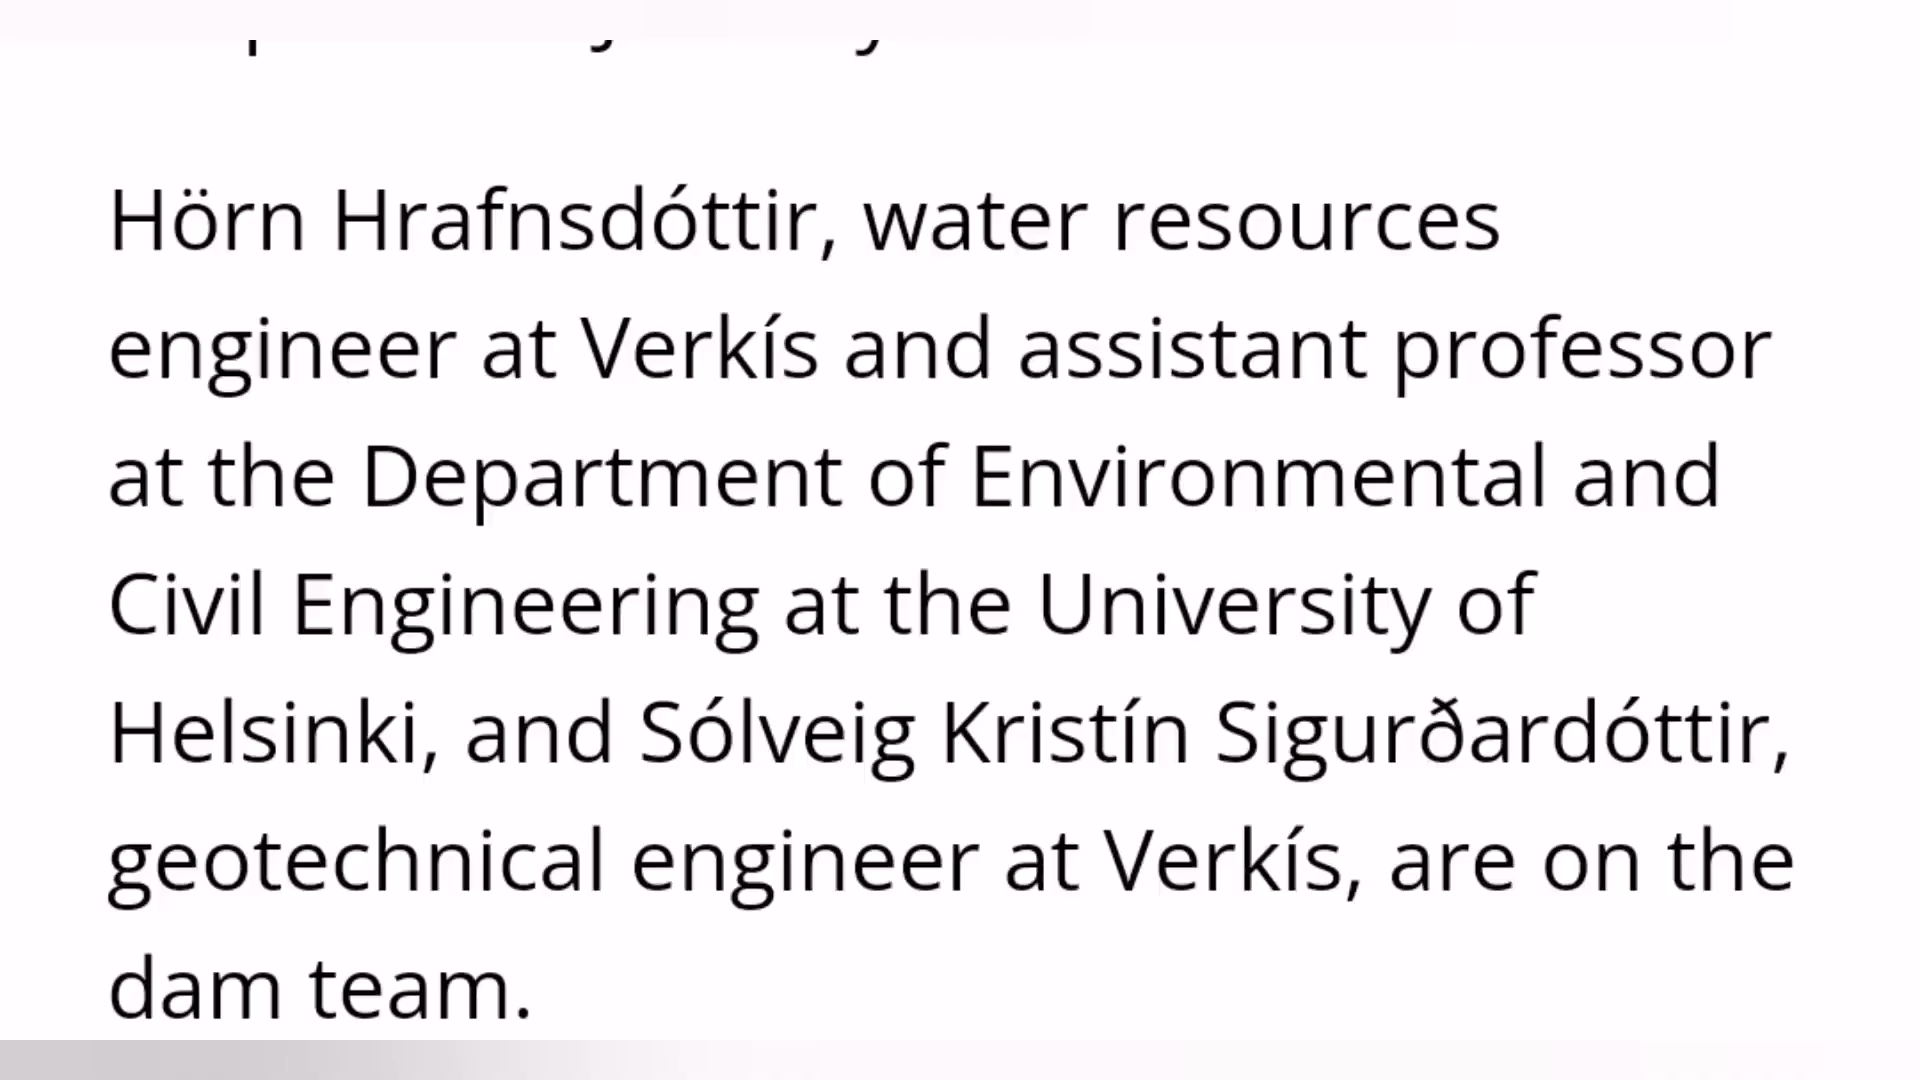 Hörn Hrafnsdóttir, water resources
engineer at Verkís and assistant professor
at the Department of Environmental and
Civil Engineering at the University of
Helsinki, and Sólveig Kristín Sigurðardóttir,
geotechnical engineer at Verkís, are on the
dam team.